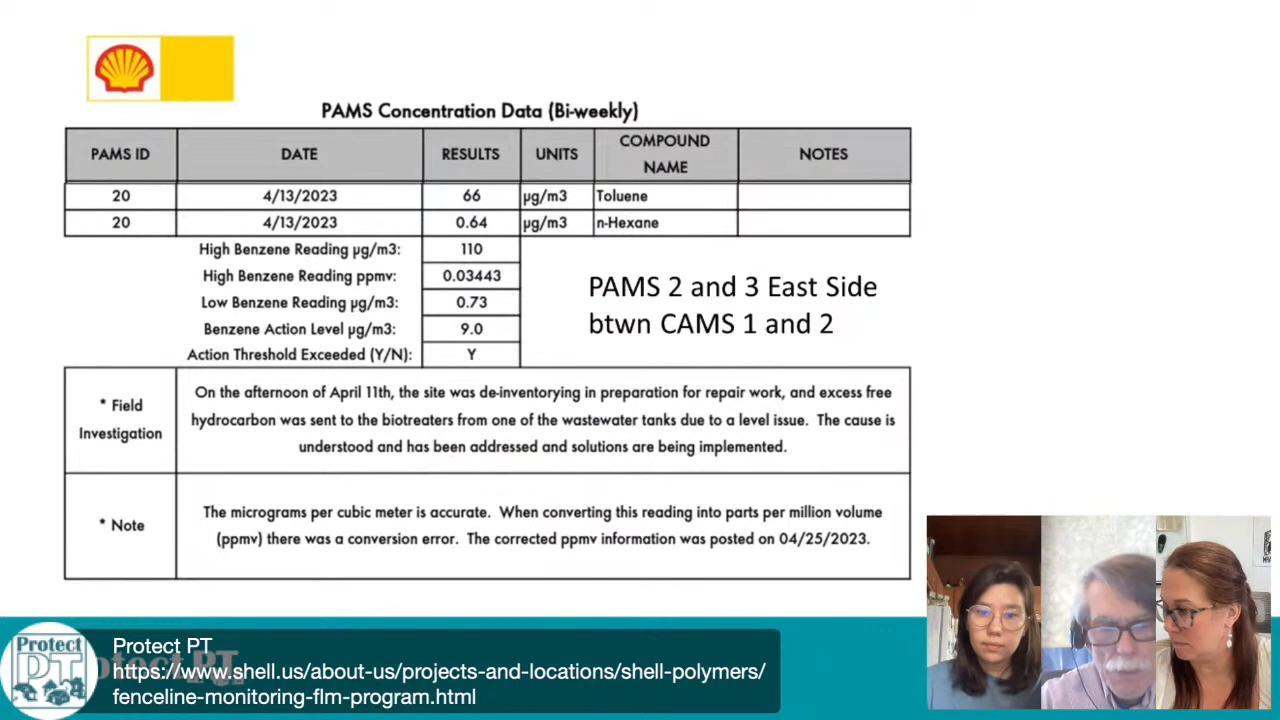 PAMS Concentration Data (Bi-weekly)
PAMS ID DATE RESULTS UNITS COMPOUND NAME NOTES
20 4/13/2023 66 µg/m3 Toluene
20 4/13/2023 0.64 µg/m3 n-Hexane
High Benzene Reading µg/m3: 110
High Benzene Reading ppmv: 0.03443
Low Benzene Reading µg/m3: 0.73
Benzene Action Level µg/m3: 9.0
Action Threshold Exceeded (Y/N): Y
PAMS 2 and 3 East Side
btwn CAMS 1 and 2
* Field
Investigation
On the afternoon of April 11th, the site was de-inventorying in preparation for repair work, and excess free
hydrocarbon was sent to the biotreaters from one of the wastewater tanks due to a level issue. The cause is
understood and has been addressed and solutions are being implemented.
* Note
The micrograms per cubic meter is accurate. When converting this reading into parts per million volume
(ppmv) there was a conversion error. The corrected ppmv information was posted on 04/25/2023.
Protect
PT
Protect PT
https://www.shell.us/about-us/projects-and-locations/shell-polymers/
fenceline-monitoring-flm-program.html